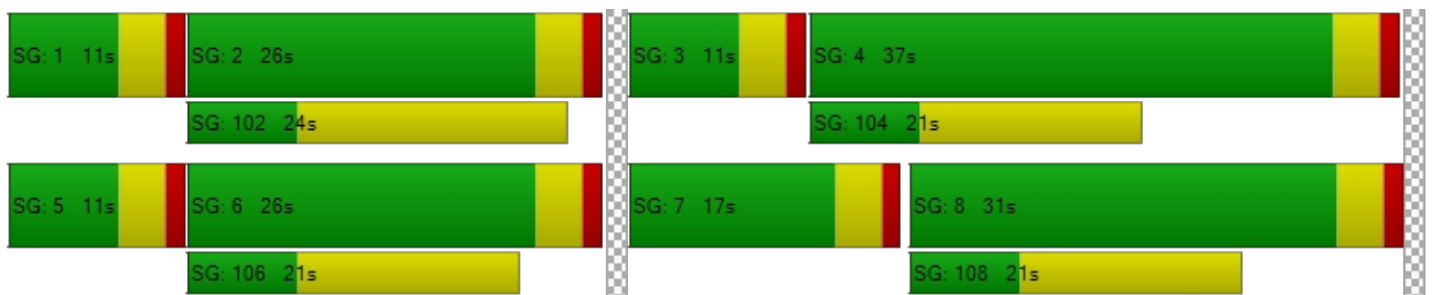 SG: 1 11s SG: 2 26s SG: 3 11s SG: 4 37s
SG: 102 24s SG: 104 21s
SG: 5 11s SG: 6 26s SG: 7 17s SG: 8 31s
SG: 106 21s SG: 108 21s